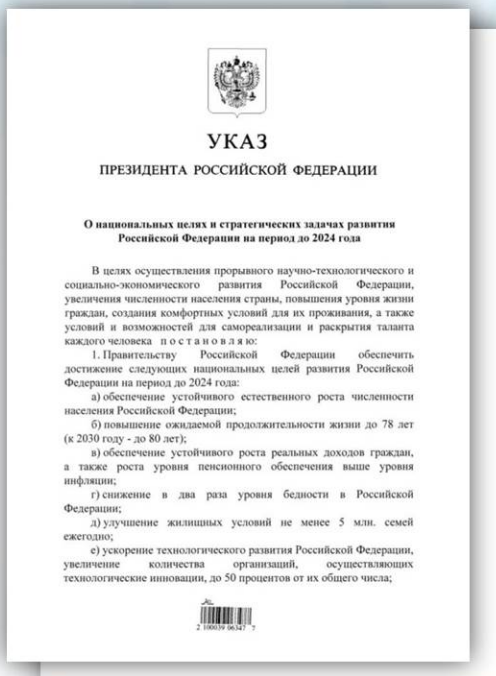 УКАЗ
ПРЕЗИДЕНТА РОССИЙСКОЙ ФЕДЕРАЦИИ
О национальных целях и стратегических задачах развития
Российской Федерации на период до 2024 года
В целях осуществления прорывного научно-технологического и
социально-экономического развития Российской Федерации,
увеличения численности населения страны, повышения уровня жизни
граждан, создания комфортных условий для их проживания, а также
условий и возможностей для самореализации и раскрытия таланта
каждого человека п о с т а н о в л я ю:
1. Правительству Российской Федерации обеспечить
достижение следующих национальных целей развития Российской
Федерации на период до 2024 года:
а) обеспечение устойчивого естественного роста численности
населения Российской Федерации;
б) повышение ожидаемой продолжительности жизни до 78 лет
(к 2030 году - до 80 лет);
в) обеспечение устойчивого роста реальных доходов граждан,
а также роста уровня пенсионного обеспечения выше уровня
инфляции;
г) снижение в два раза уровня бедности в Российской
Федерации;
д) улучшение жилищных условий не менее 5 млн. семей
ежегодно;
е) ускорение технологического развития Российской Федерации,
увеличение количества организаций, осуществляющих
технологические инновации, до 50 процентов от их общего числа;
2 100039 06347 7